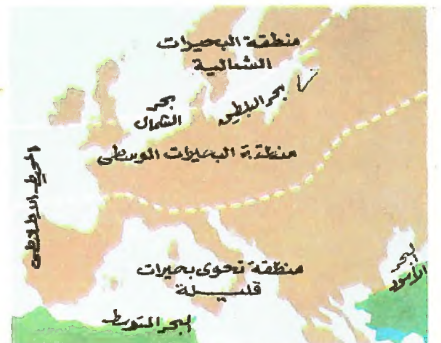 منطقة البحيرات
الشمالية
بحر البلطيق
بحر
الشمال
منطقة البحيرات الوسطى
المحيط الاطلاطى
منطقة تحوى بحيرات
قليلة
البحر
الأسود
البحر المتوسط